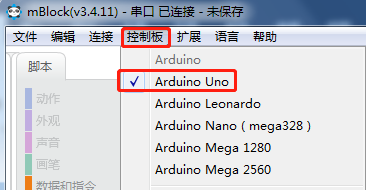 mBlock(v3.4.11) - 串口 已连接 - 未保存
文件 编辑 连接 控制板 扩展 语言 帮助
脚本
Arduino
动作
✓ Arduino Uno
外观
Arduino Leonardo
声音
Arduino Nano ( mega328 )
画笔
Arduino Mega 1280
数据和指令
Arduino Mega 2560